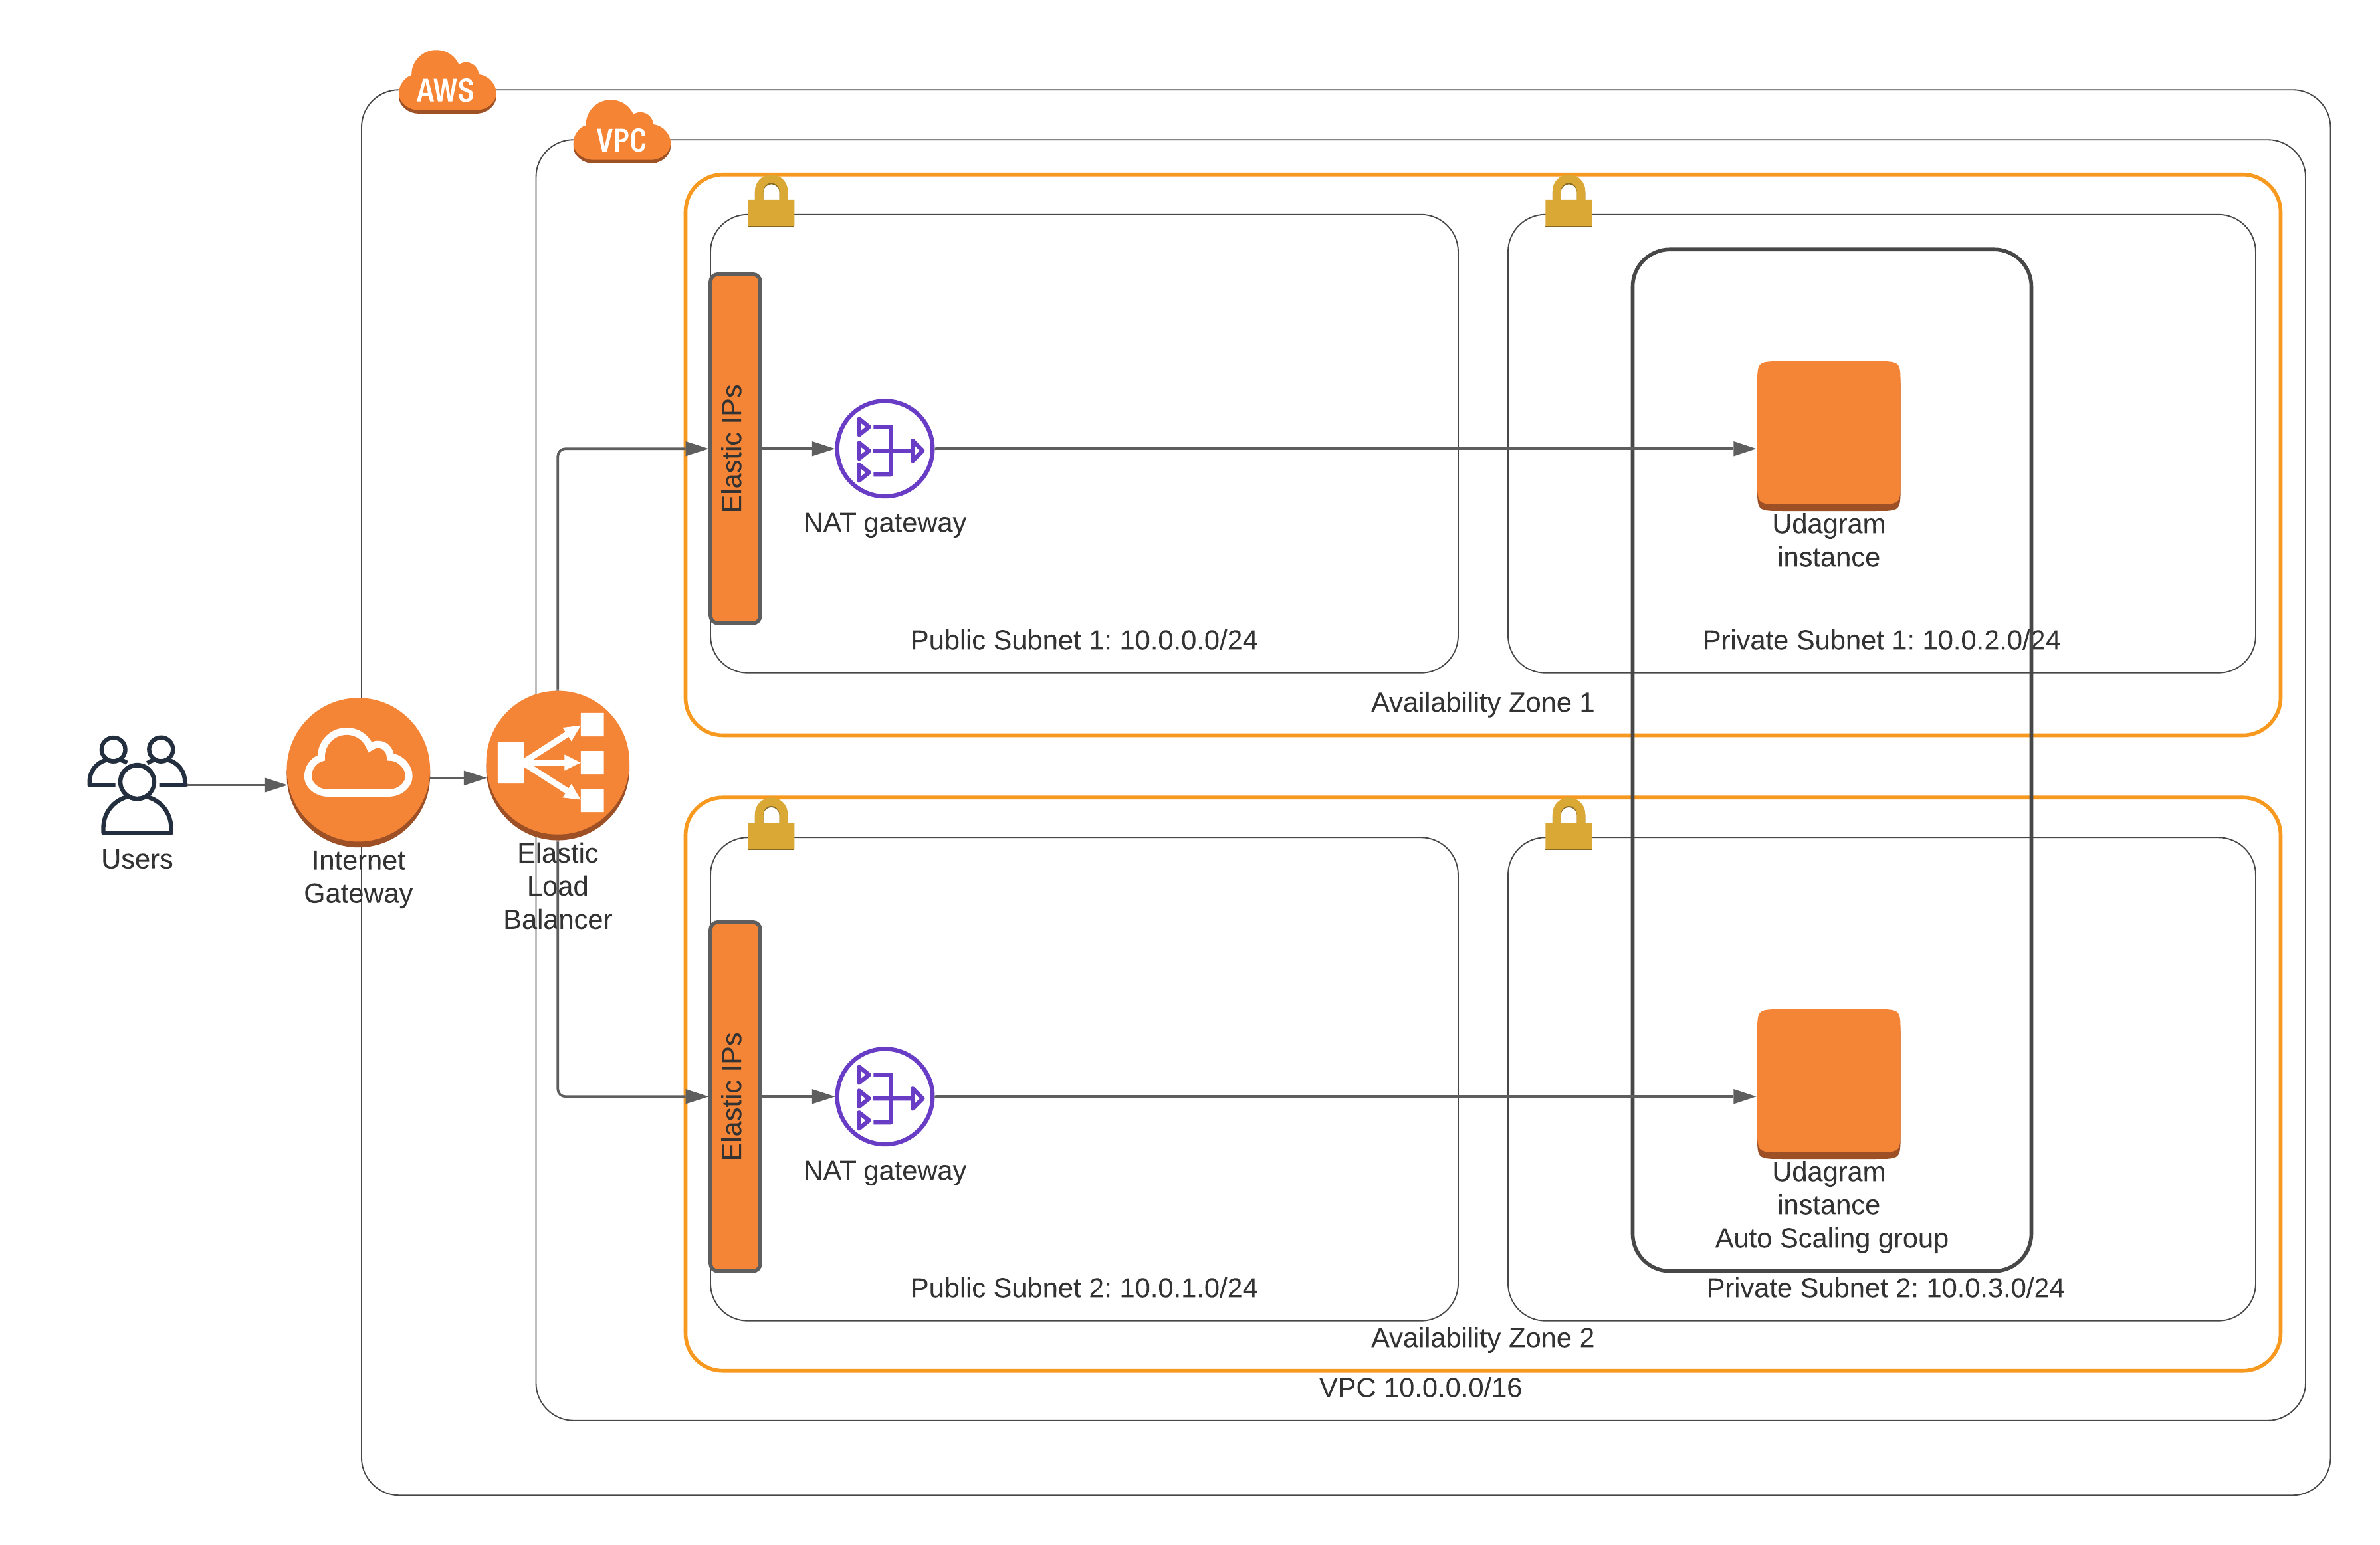 AWS
VPC
Elastic IPs
NAT gateway
Udagram
instance
Public Subnet 1: 10.0.0.0/24
Private Subnet 1: 10.0.2.0/24
Availability Zone 1
Users
Internet
Gateway
Elastic
Load
Balancer
Elastic IPs
NAT gateway
Udagram
instance
Auto Scaling group
Public Subnet 2: 10.0.1.0/24
Private Subnet 2: 10.0.3.0/24
Availability Zone 2
VPC 10.0.0.0/16